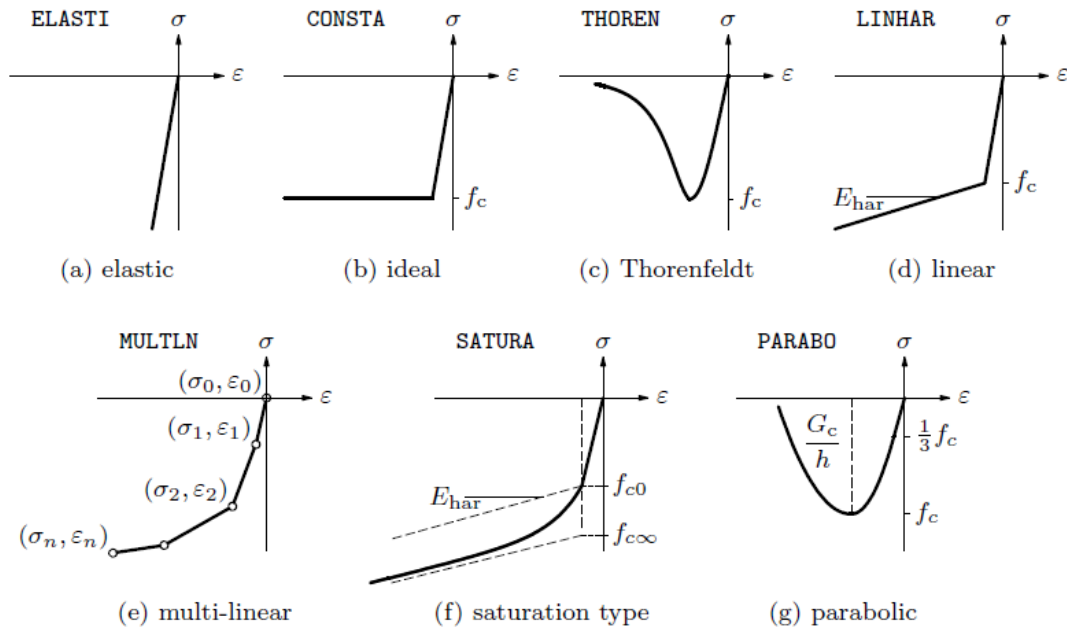 ELASTI σ
ε
(a) elastic
CONSTA σ
ε
f_c
(b) ideal
THOREN σ
ε
f_c
(c) Thorenfeldt
LINHAR σ
ε
f_c
E_har
(d) linear
MULTLN σ
(σ_0, ε_0)
ε
(σ_1, ε_1)
(σ_2, ε_2)
(σ_n, ε_n)
(e) multi-linear
SATURA σ
ε
E_har
f_c0
f_c∞
(f) saturation type
PARABO σ
ε
G_c
h
1/3 f_c
f_c
(g) parabolic